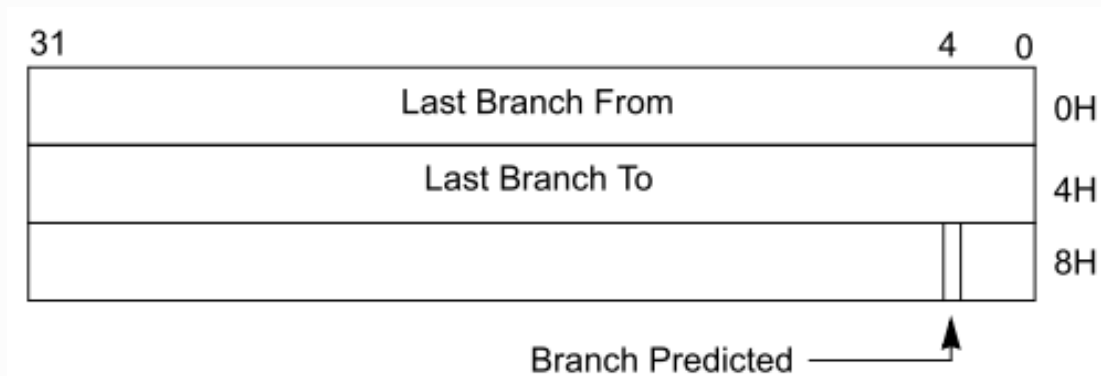 31 4 0
Last Branch From 0H
Last Branch To 4H
8H
Branch Predicted